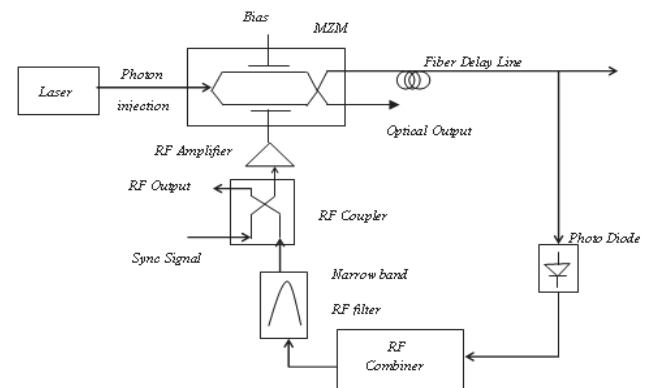 Bias
MZM
Laser
Photon
injection
Fiber Delay Line
Optical Output
RF Amplifier
RF Output
RF Coupler
Sync Signal
Photo Diode
Narrow band
RF filter
RF
Combiner